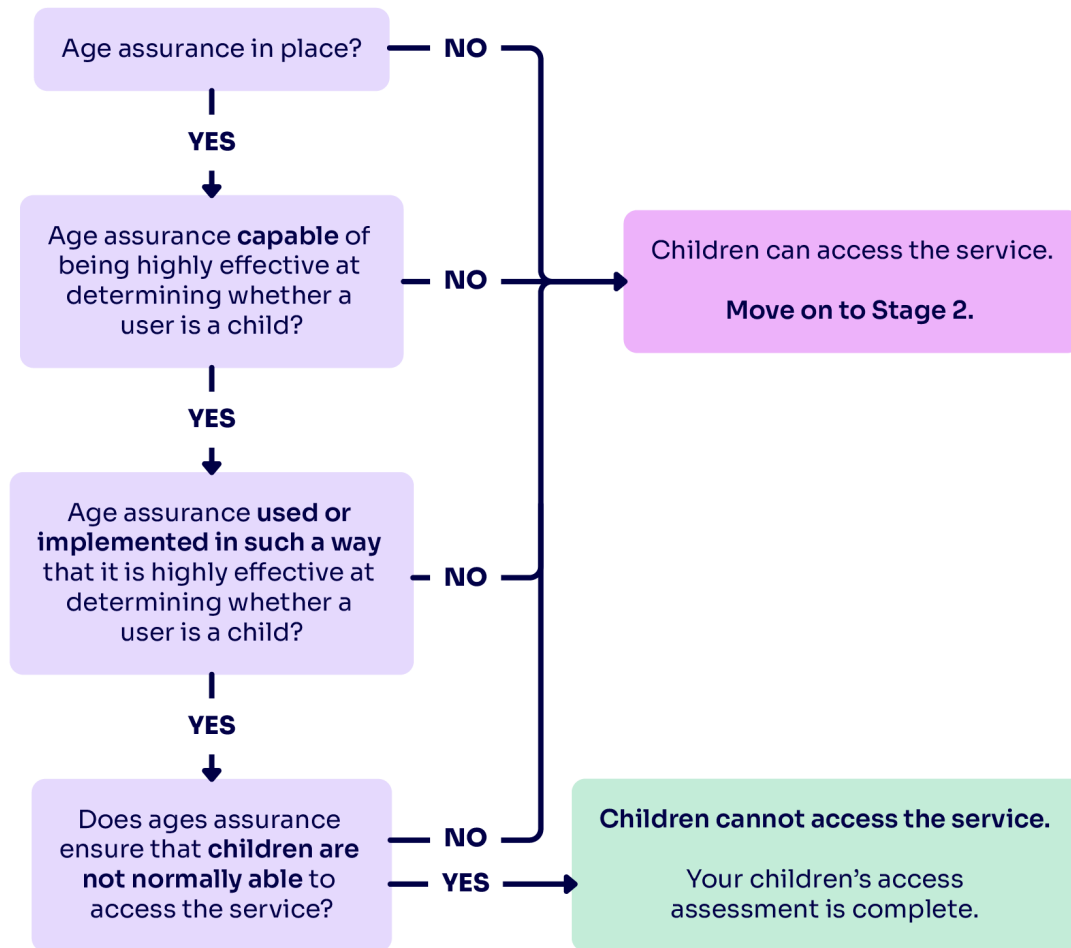 Age assurance in place?
NO
YES
Age assurance capable of
being highly effective at
determining whether a
user is a child?
NO
Children can access the service.
Move on to Stage 2.
YES
Age assurance used or
implemented in such a way
that it is highly effective at
determining whether a
user is a child?
NO
YES
Does ages assurance
ensure that children are
not normally able to
access the service?
NO
YES
Children cannot access the service.
Your children’s access
assessment is complete.